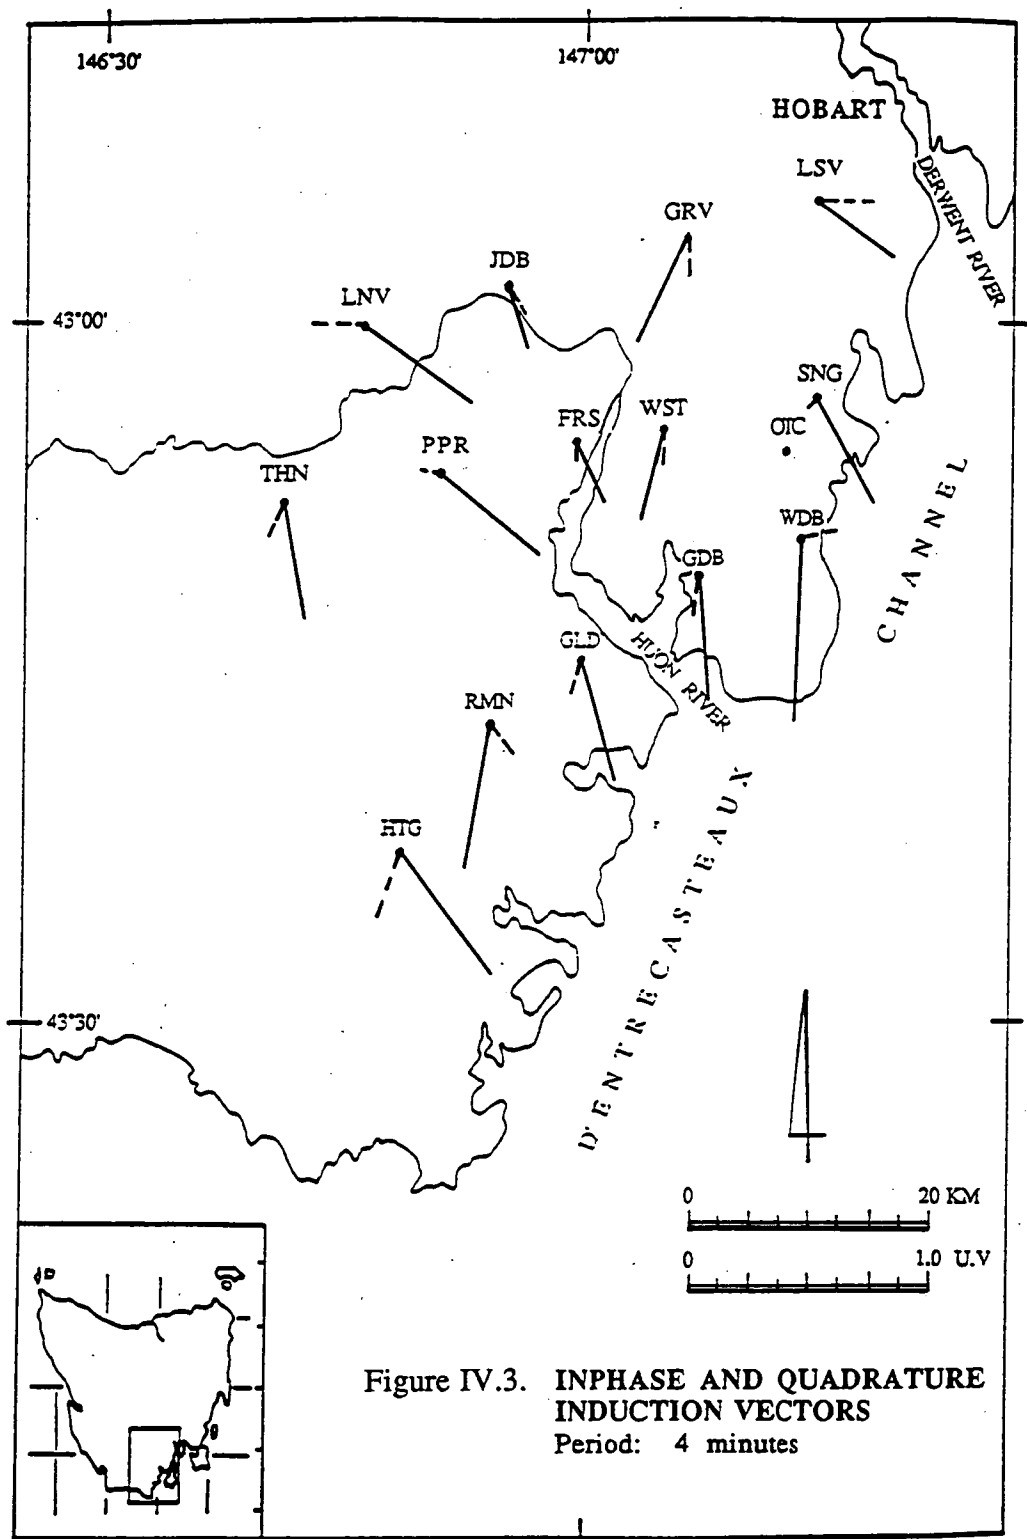 146°30'
147°00'
HOBART
LSV
DERWENT RIVER
GRV
JDB
LNV
43°00'
SNG
FRS
WST
OTC
PPR
THN
WDB
CHANNEL
GDB
GLD
HUON RIVER
RMN
HTG
D'ENTRECASTEAUX
43°30'
0 20 KM
0 1.0 U.V
Figure IV.3. INPHASE AND QUADRATURE
INDUCTION VECTORS
Period: 4 minutes